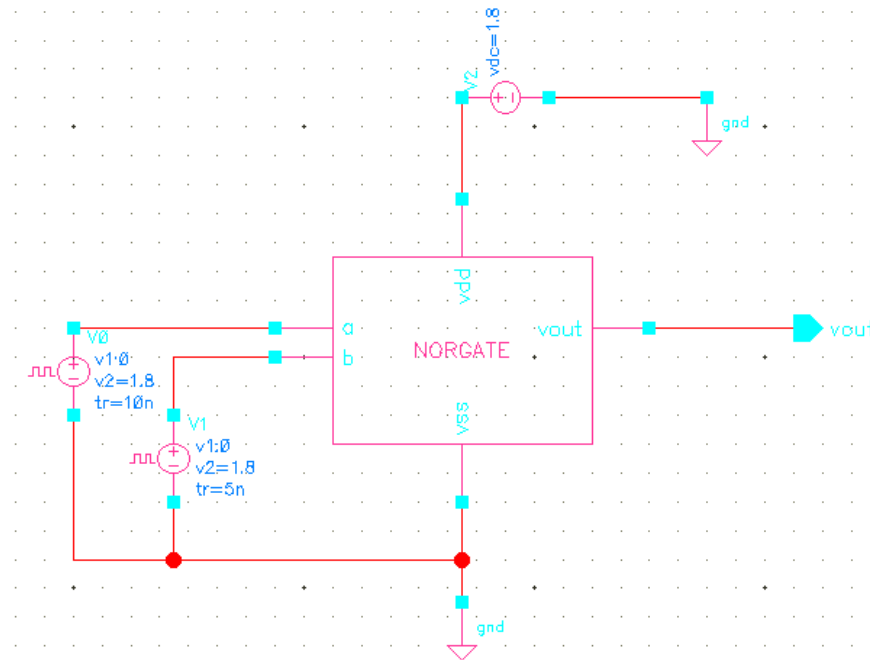 vdc=1.8
V2
gnd
vdd
a
vout
vout
V0
NORGATE
b
v1:0
v2=1.8
tr=10n
vss
V1
v1:0
v2=1.8
tr=5n
gnd